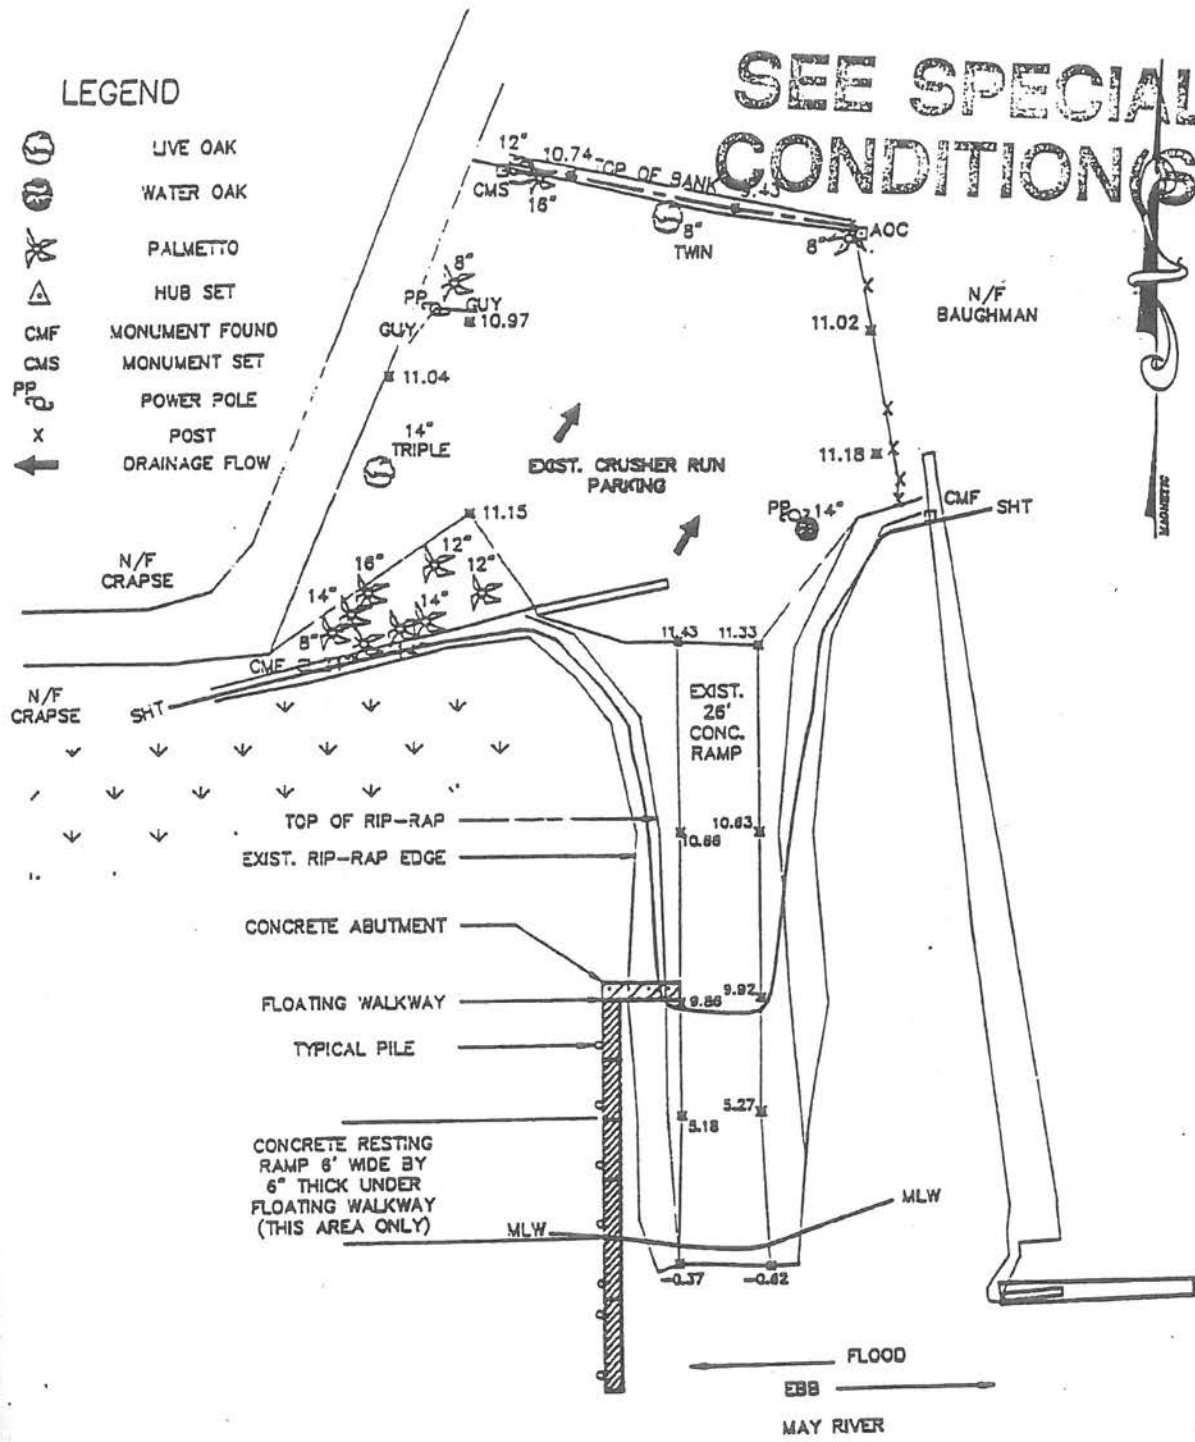 SEE SPECIAL
CONDITIONS
LEGEND
LIVE OAK
WATER OAK
PALMETTO
HUB SET
CMF MONUMENT FOUND
CMS MONUMENT SET
PP POWER POLE
X POST
DRAINAGE FLOW
12"
10.74
TOP OF BANK
9.43
CMS
16"
8"
TWIN
8"
AOC
N/F
BAUGHMAN
8"
PP
GUY
GUY
10.97
11.02
11.04
14"
TRIPLE
EXIST. CRUSHER RUN
PARKING
11.18
PP
14"
CMF
SHT
MAGNETIC
11.15
N/F
CRAPSE
12"
16"
12"
14"
14"
8"
CMF
N/F
CRAPSE
SHT
11.43
11.33
EXIST.
26'
CONC.
RAMP
TOP OF RIP-RAP
10.66
10.63
EXIST. RIP-RAP EDGE
CONCRETE ABUTMENT
FLOATING WALKWAY
9.86
9.92
TYPICAL PILE
5.18
5.27
CONCRETE RESTING
RAMP 6' WIDE BY
6" THICK UNDER
FLOATING WALKWAY
(THIS AREA ONLY)
MLW
MLW
-0.37
-0.62
FLOOD
EBB
MAY RIVER